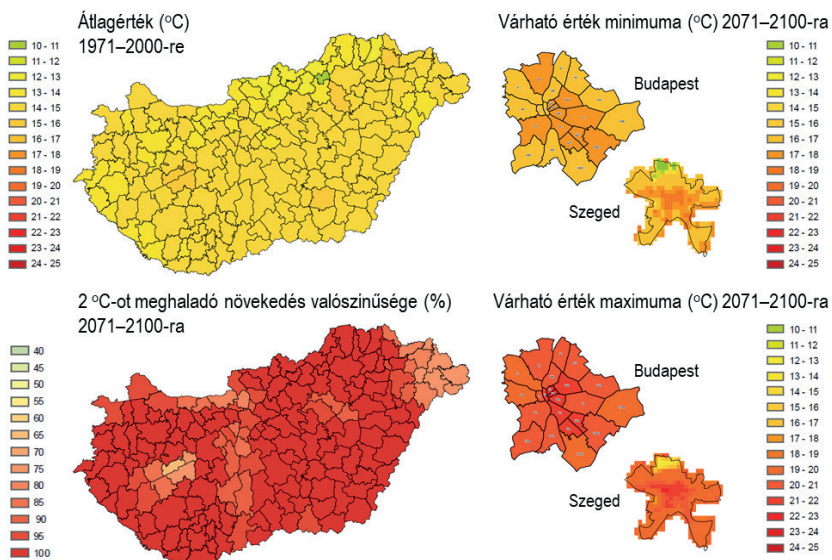 Átlagérték (°C)
1971–2000-re
10 - 11
11 - 12
12 - 13
13 - 14
14 - 15
15 - 16
16 - 17
17 - 18
18 - 19
19 - 20
20 - 21
21 - 22
22 - 23
23 - 24
24 - 25
Várható érték minimuma (°C) 2071–2100-ra
Budapest
Szeged
10 - 11
11 - 12
12 - 13
13 - 14
14 - 15
15 - 16
16 - 17
17 - 18
18 - 19
19 - 20
20 - 21
21 - 22
22 - 23
23 - 24
24 - 25
2 °C-ot meghaladó növekedés valószínűsége (%)
2071–2100-ra
40
45
50
55
60
65
70
75
80
85
90
95
100
Várható érték maximuma (°C) 2071–2100-ra
Budapest
Szeged
10 - 11
11 - 12
12 - 13
13 - 14
14 - 15
15 - 16
16 - 17
17 - 18
18 - 19
19 - 20
20 - 21
21 - 22
22 - 23
23 - 24
24 - 25